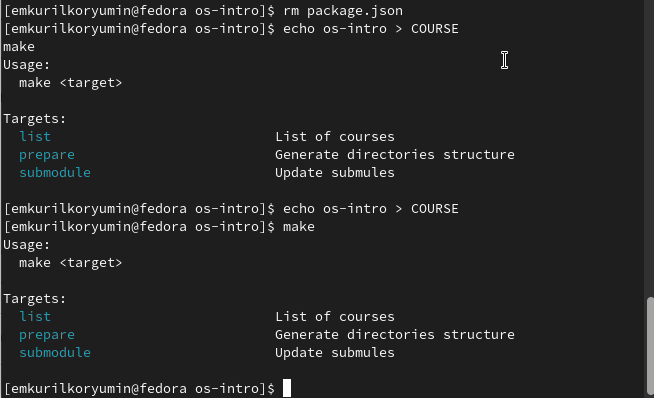 [emkurilkoryumin@fedora os-intro]$ rm package.json
[emkurilkoryumin@fedora os-intro]$ echo os-intro > COURSE
make
Usage:
  make <target>

Targets:
  list                            List of courses
  prepare                         Generate directories structure
  submodule                       Update submules

[emkurilkoryumin@fedora os-intro]$ echo os-intro > COURSE
[emkurilkoryumin@fedora os-intro]$ make
Usage:
  make <target>

Targets:
  list                            List of courses
  prepare                         Generate directories structure
  submodule                       Update submules

[emkurilkoryumin@fedora os-intro]$